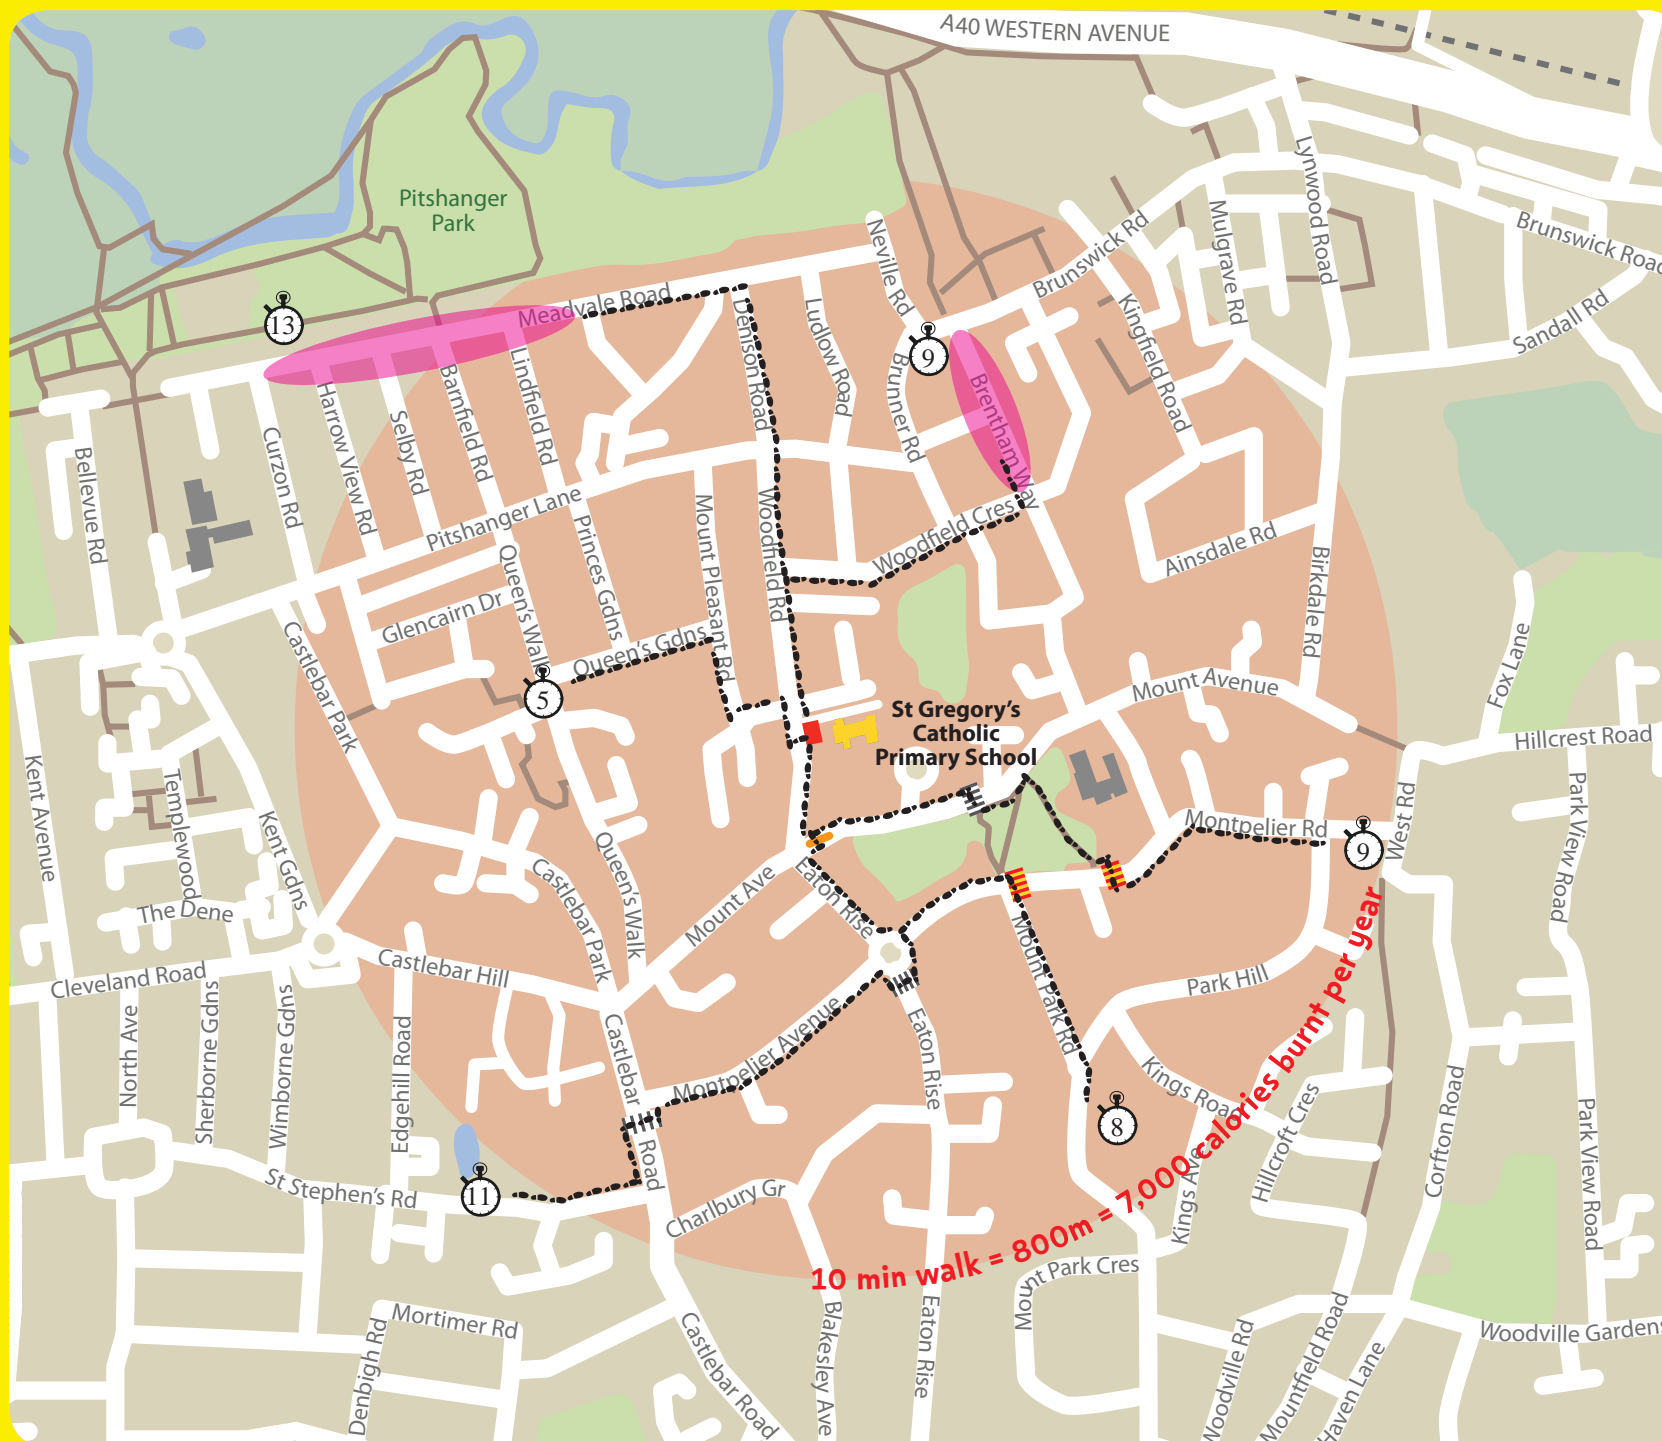 A40 WESTERN AVENUE
Pitshanger
Park
13
Meadvale Road
Neville Rd
Brunswick Rd
Mulgrave Rd
Lynwood Road
Brunswick Road
Sandall Rd
Kingfield Road
9
Brentham Way
Brunner Rd
Ludlow Road
Denison Road
Lindfield Rd
Barnfield Rd
Selby Rd
Harrow View Rd
Curzon Rd
Bellevue Rd
Pitshanger Lane
Woodfield Cres
Woodfield Rd
Mount Pleasant Rd
Princes Gdns
Queen's Walk
Glencairn Dr
Queen's Gdns
5
Castlebar Park
Ainsdale Rd
Birkdale Rd
Fox Lane
Mount Avenue
St Gregory's
Catholic
Primary School
Hillcrest Road
Kent Avenue
Templewood
Kent Gdns
The Dene
Cleveland Road
Castlebar Park
Queen's Walk
Mount Ave
Eaton Rise
Montpelier Rd
9
West Rd
Park View Road
Castlebar Hill
North Ave
Sherborne Gdns
Wimborne Gdns
Edgehill Road
Castlebar Road
Montpelier Avenue
Eaton Rise
Mount Park Rd
Park Hill
Kings Road
8
Kings Ave
Hillcroft Cres
Corfton Road
Park View Road
11
St Stephen's Rd
Charlbury Gr
10 min walk = 800m = 7,000 calories burnt per year
Mount Park Cres
Mortimer Rd
Denbigh Rd
Castlebar Road
Blakesley Ave
Eaton Rise
Woodville Rd
Mountfield Road
Haven Lane
Woodville Gardens